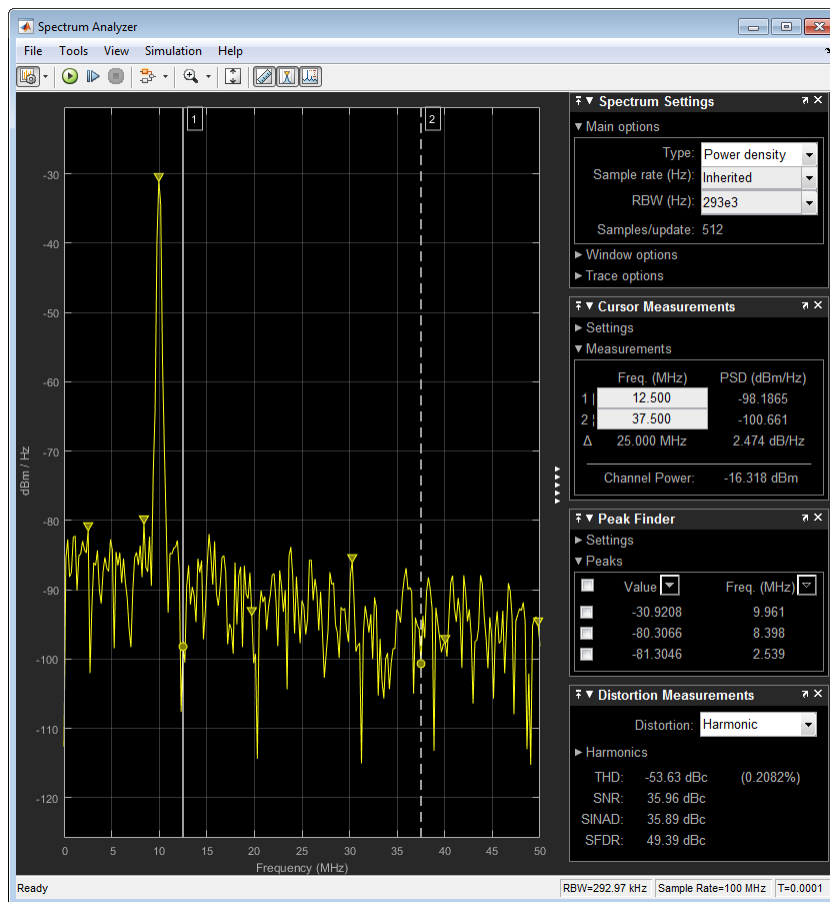 Spectrum Analyzer
File Tools View Simulation Help
1
2
-30
-40
-50
-60
-70
-80
-90
-100
-110
-120
dBm / Hz
0 5 10 15 20 25 30 35 40 45 50
Frequency (MHz)
Spectrum Settings
Main options
Type: Power density
Sample rate (Hz): Inherited
RBW (Hz): 293e3
Samples/update: 512
Window options
Trace options
Cursor Measurements
Settings
Measurements
Freq. (MHz) PSD (dBm/Hz)
1 | 12.500 -98.1865
2 ¦ 37.500 -100.661
Δ 25.000 MHz 2.474 dB/Hz
Channel Power: -16.318 dBm
Peak Finder
Settings
Peaks
Value Freq. (MHz)
-30.9208 9.961
-80.3066 8.398
-81.3046 2.539
Distortion Measurements
Distortion: Harmonic
Harmonics
THD: -53.63 dBc (0.2082%)
SNR: 35.96 dBc
SINAD: 35.89 dBc
SFDR: 49.39 dBc
Ready RBW=292.97 kHz Sample Rate=100 MHz T=0.0001